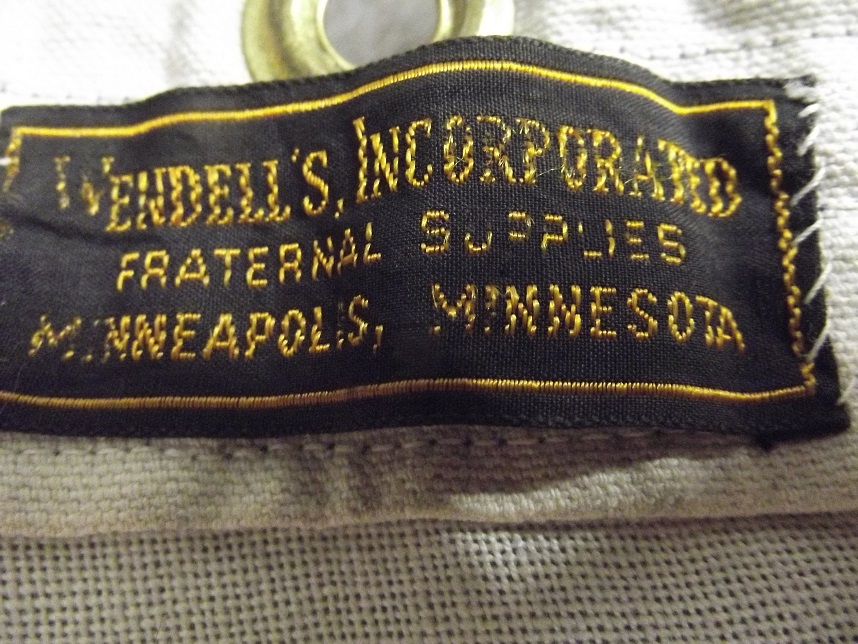 WENDELL'S, INCORPORATED
FRATERNAL SUPPLIES
MINNEAPOLIS, MINNESOTA